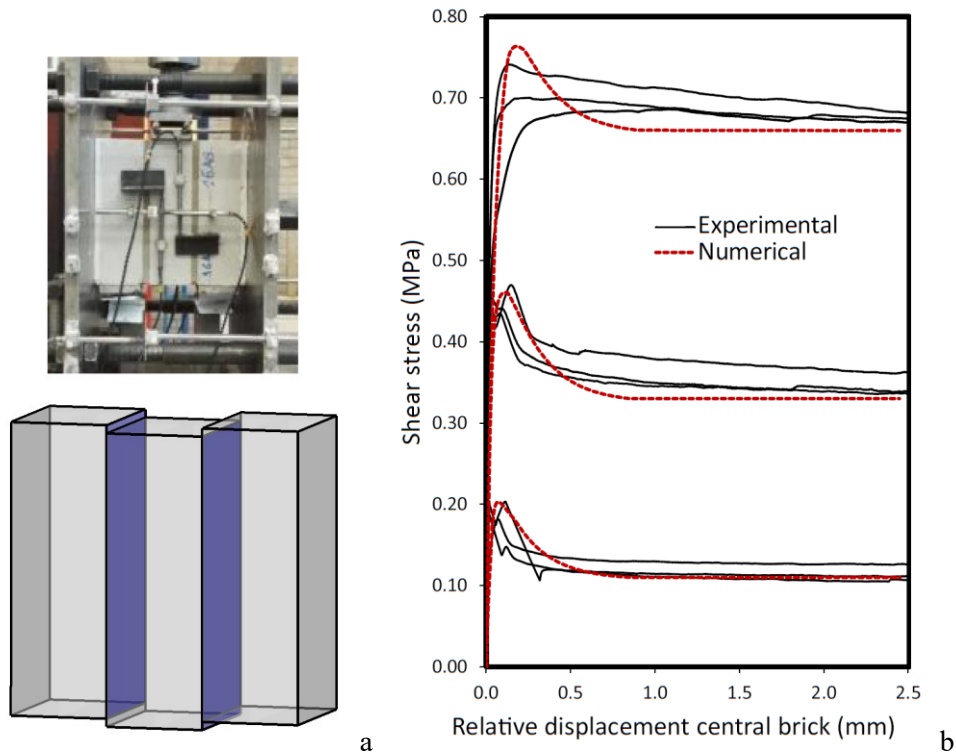 0.80
0.70
0.60
0.50
0.40
0.30
0.20
0.10
0.00
Shear stress (MPa)
Experimental
Numerical
0.0 0.5 1.0 1.5 2.0 2.5
Relative displacement central brick (mm)
a
b